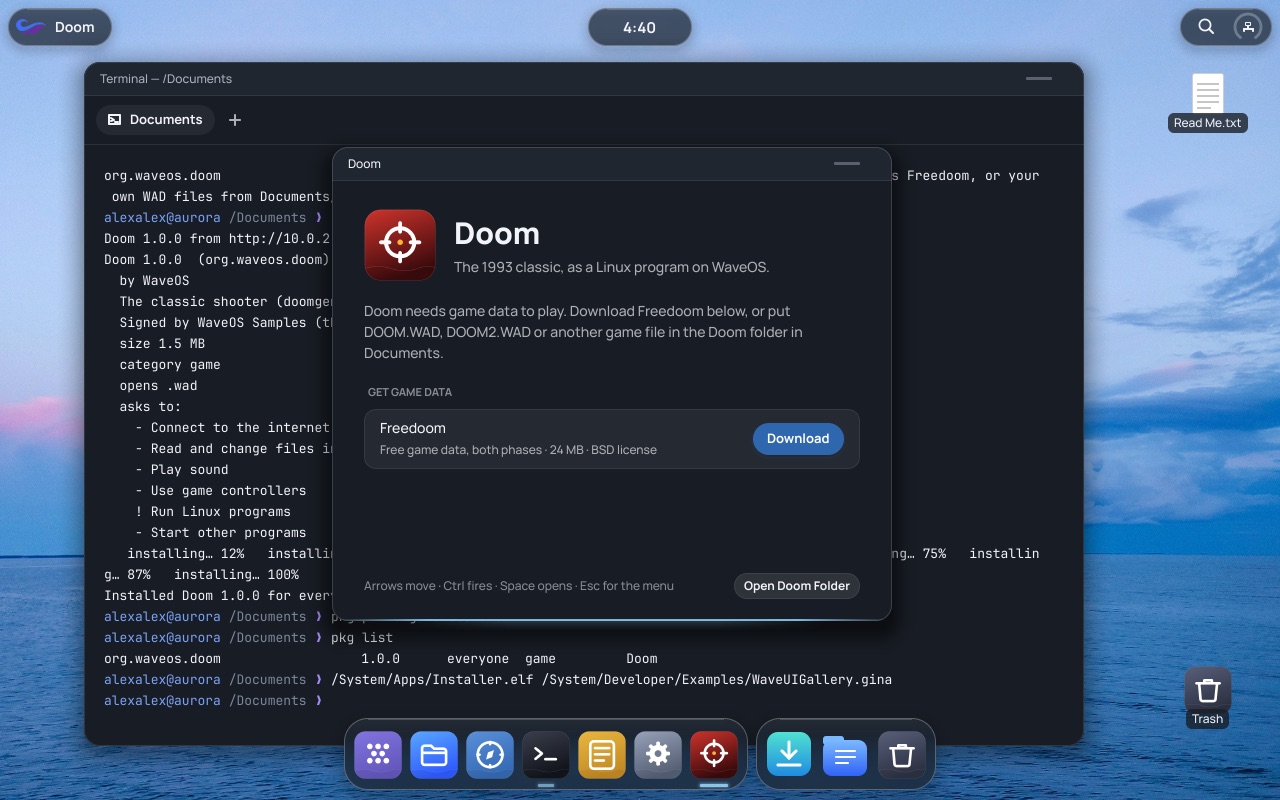 Doom
4:40
Terminal — /Documents
Documents
Read Me.txt
org.waveos.doom
s Freedoom, or your
own WAD files from Documents
alexalex@aurora /Documents ❯
Doom 1.0.0 from http://10.0.2
Doom 1.0.0 (org.waveos.doom)
by WaveOS
The classic shooter (doomge
Signed by WaveOS Samples (t
size 1.5 MB
category game
opens .wad
asks to:
- Connect to the internet
- Read and change files i
- Play sound
- Use game controllers
! Run Linux programs
- Start other programs
installing… 12% installi
ng… 75% installin
g… 87% installing… 100%
Installed Doom 1.0.0 for ever
alexalex@aurora /Documents ❯
alexalex@aurora /Documents ❯ pkg list
org.waveos.doom 1.0.0 everyone game Doom
alexalex@aurora /Documents ❯ /System/Apps/Installer.elf /System/Developer/Examples/WaveUIGallery.gina
alexalex@aurora /Documents ❯
Doom
Doom
The 1993 classic, as a Linux program on WaveOS.
Doom needs game data to play. Download Freedoom below, or put
DOOM.WAD, DOOM2.WAD or another game file in the Doom folder in
Documents.
GET GAME DATA
Freedoom
Free game data, both phases · 24 MB · BSD license
Download
Arrows move · Ctrl fires · Space opens · Esc for the menu
Open Doom Folder
Trash